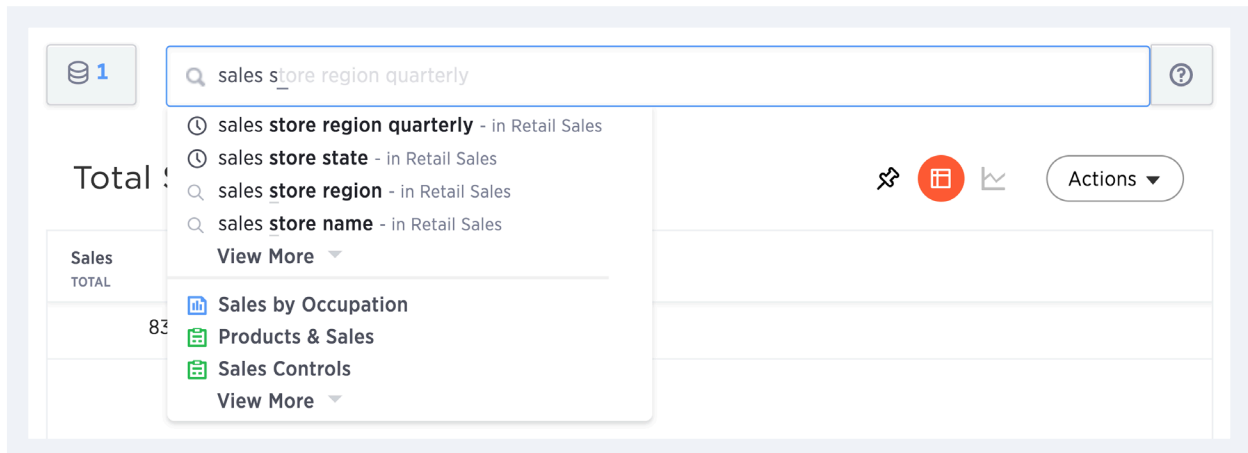 1
sales store region quarterly
sales store region quarterly - in Retail Sales
sales store state - in Retail Sales
Total
sales store region - in Retail Sales
Actions
sales store name - in Retail Sales
View More
Sales
TOTAL
Sales by Occupation
83
Products & Sales
Sales Controls
View More